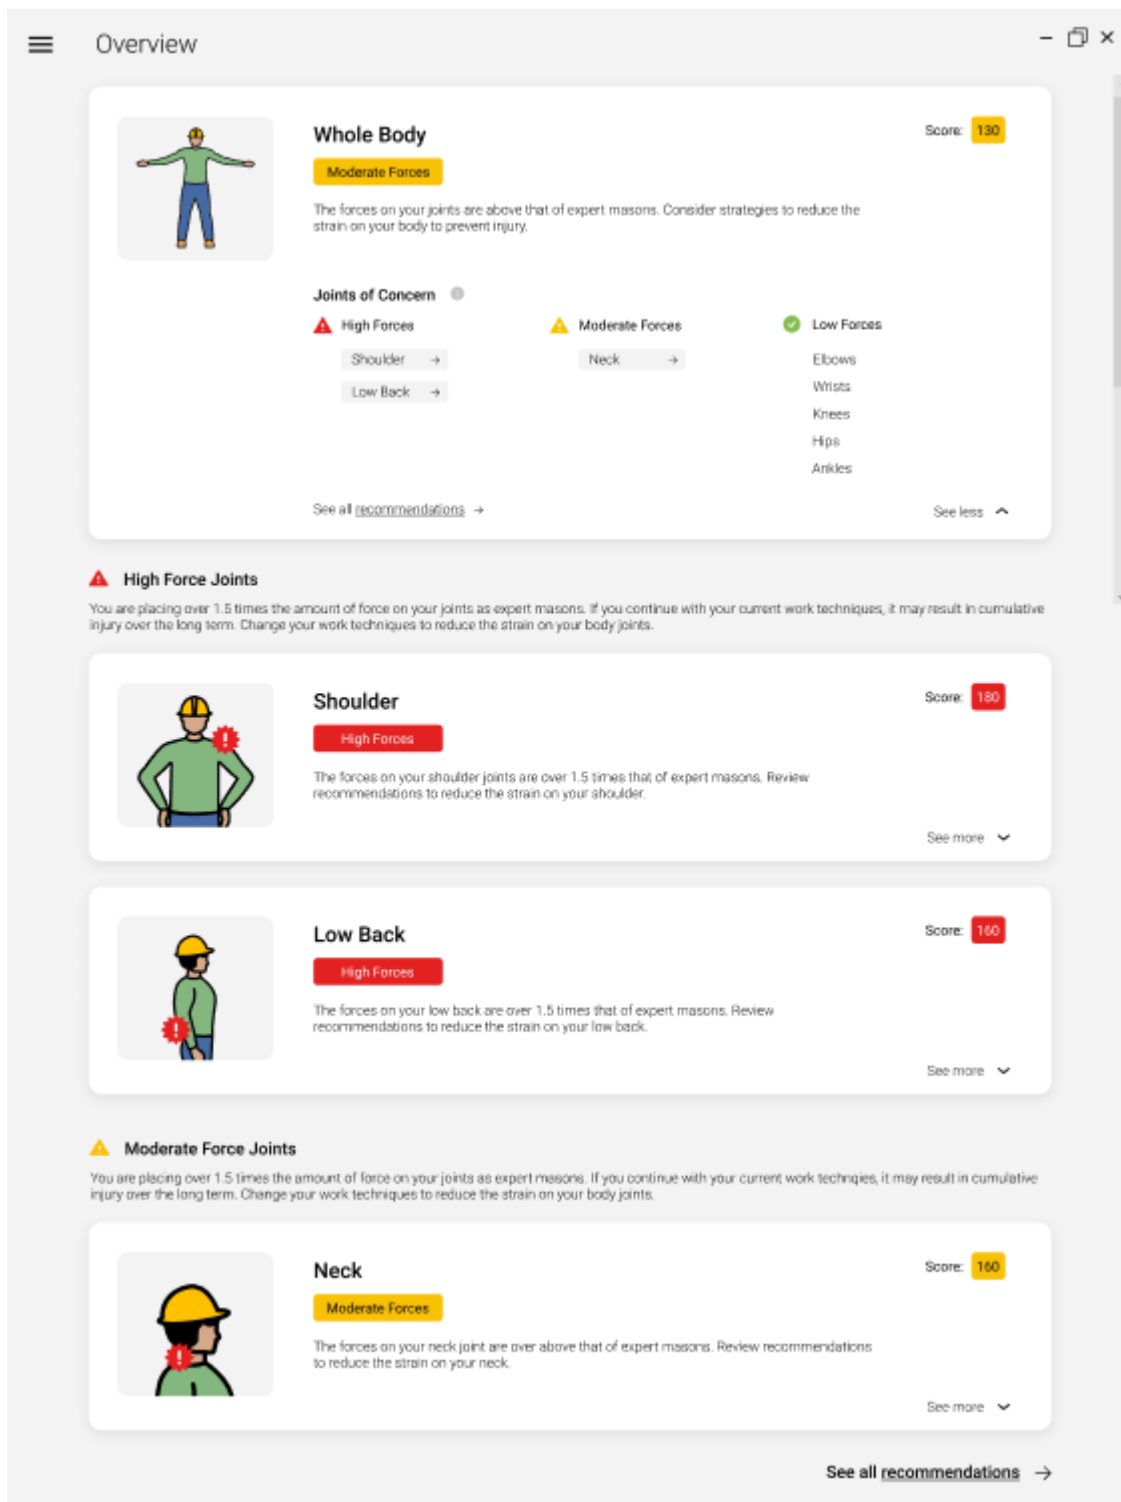 Overview
Whole Body
Score: 130
Moderate Forces
The forces on your joints are above that of expert masons. Consider strategies to reduce the
strain on your body to prevent injury.
Joints of Concern
High Forces
Shoulder
Low Back
Moderate Forces
Neck
Low Forces
Elbows
Wrists
Knees
Hips
Ankles
See all recommendations
See less
High Force Joints
You are placing over 1.5 times the amount of force on your joints as expert masons. If you continue with your current work techniques, it may result in cumulative
injury over the long term. Change your work techniques to reduce the strain on your body joints.
Shoulder
Score: 180
High Forces
The forces on your shoulder joints are over 1.5 times that of expert masons. Review
recommendations to reduce the strain on your shoulder.
See more
Low Back
Score: 160
High Forces
The forces on your low back are over 1.5 times that of expert masons. Review
recommendations to reduce the strain on your low back.
See more
Moderate Force Joints
You are placing over 1.5 times the amount of force on your joints as expert masons. If you continue with your current work technqies, it may result in cumulative
injury over the long term. Change your work techniques to reduce the strain on your body joints.
Neck
Score: 160
Moderate Forces
The forces on your neck joint are over above that of expert masons. Review recommendations
to reduce the strain on your neck.
See more
See all recommendations